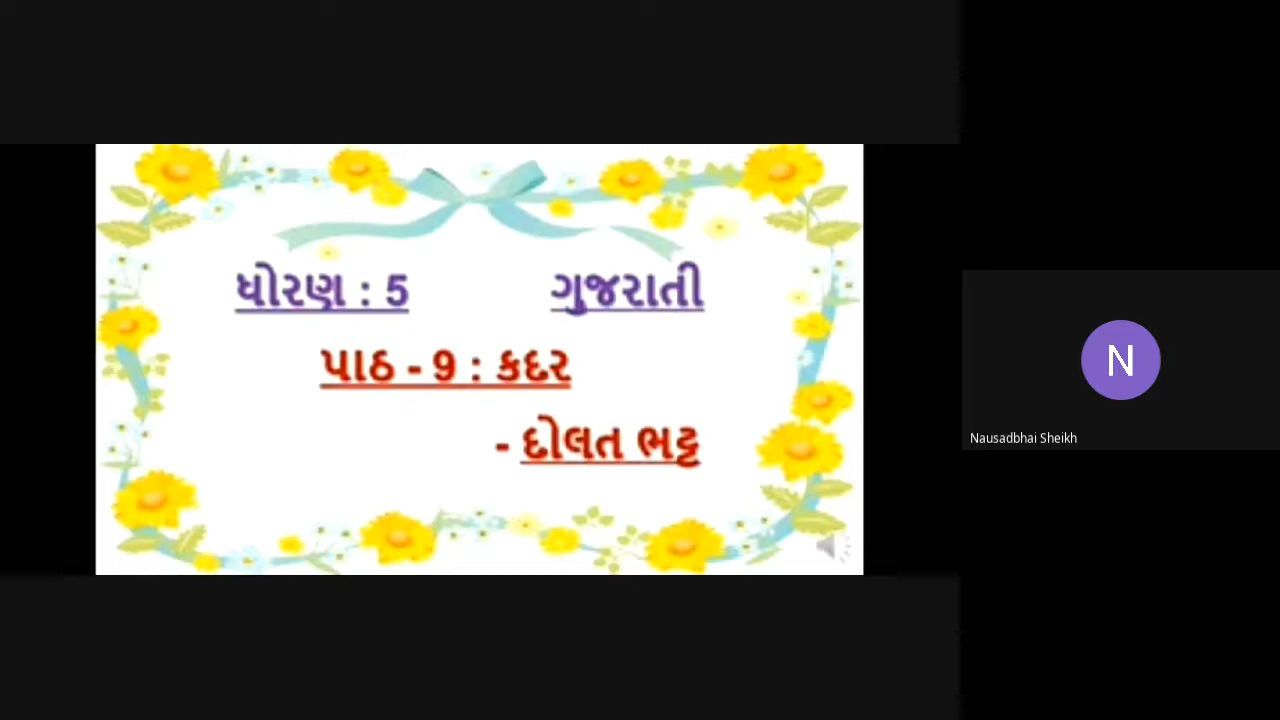 ધોરણ : 5 ગુજરાતી
પાઠ - 9 : કદર
- દોલત ભટ્ટ
N
Nausadbhai Sheikh